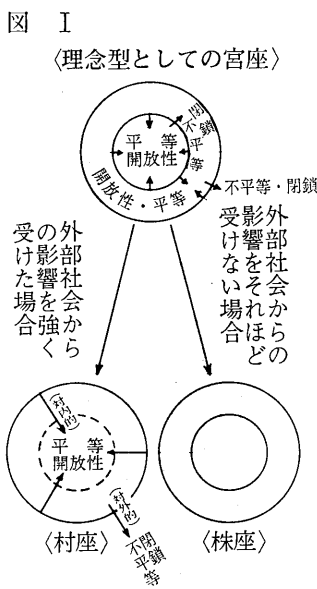 図 Ⅰ
〈理念型としての宮座〉
閉鎖
不平等
平 等
開放性
開放性・平等
不平等・閉鎖
外部社会からの
影響をそれほど
受けない場合
外部社会から
の影響を強く
受けた場合
(対内的)
平 等
開放性
(対外的)
閉鎖
不平等
〈村座〉
〈株座〉